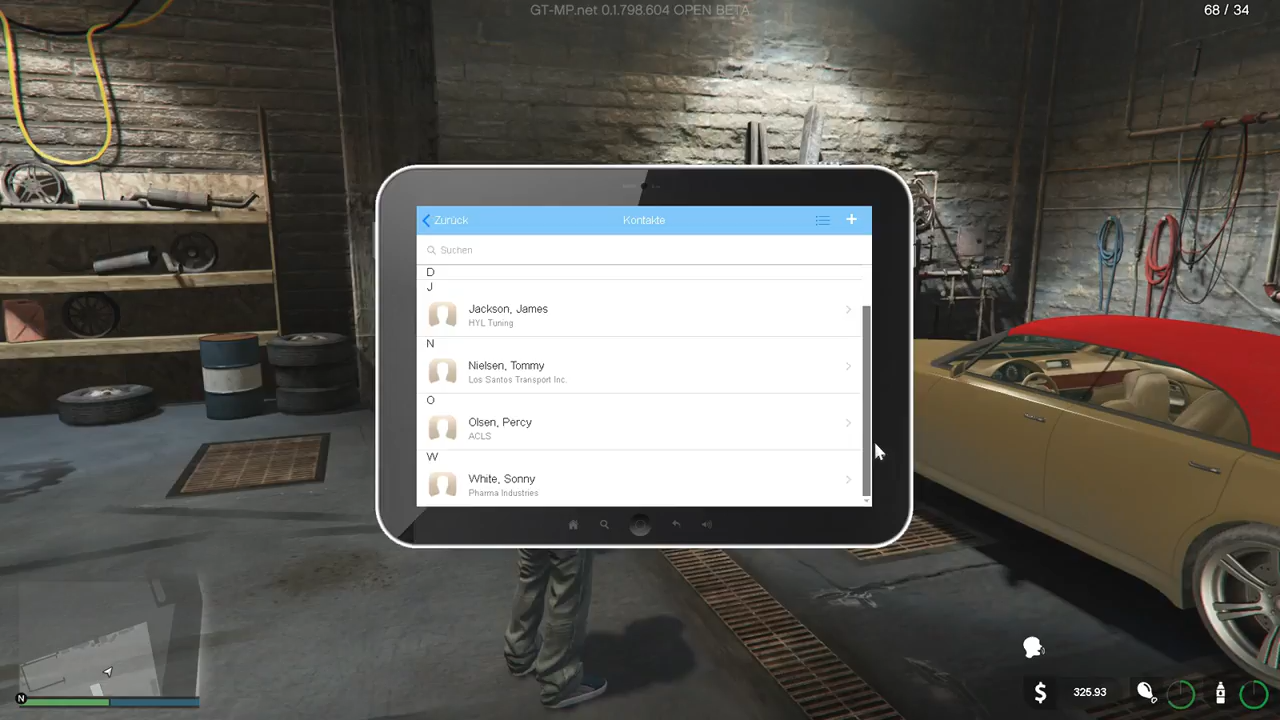 GT-MP.net 0.1.798.604 OPEN BETA
68 / 34
Zurück
Kontakte
Suchen
D
J
Jackson, James
HYL Tuning
N
Nielsen, Tommy
Los Santos Transport Inc.
O
Olsen, Percy
ACLS
W
White, Sonny
Pharma Industries
N
$ 325.93